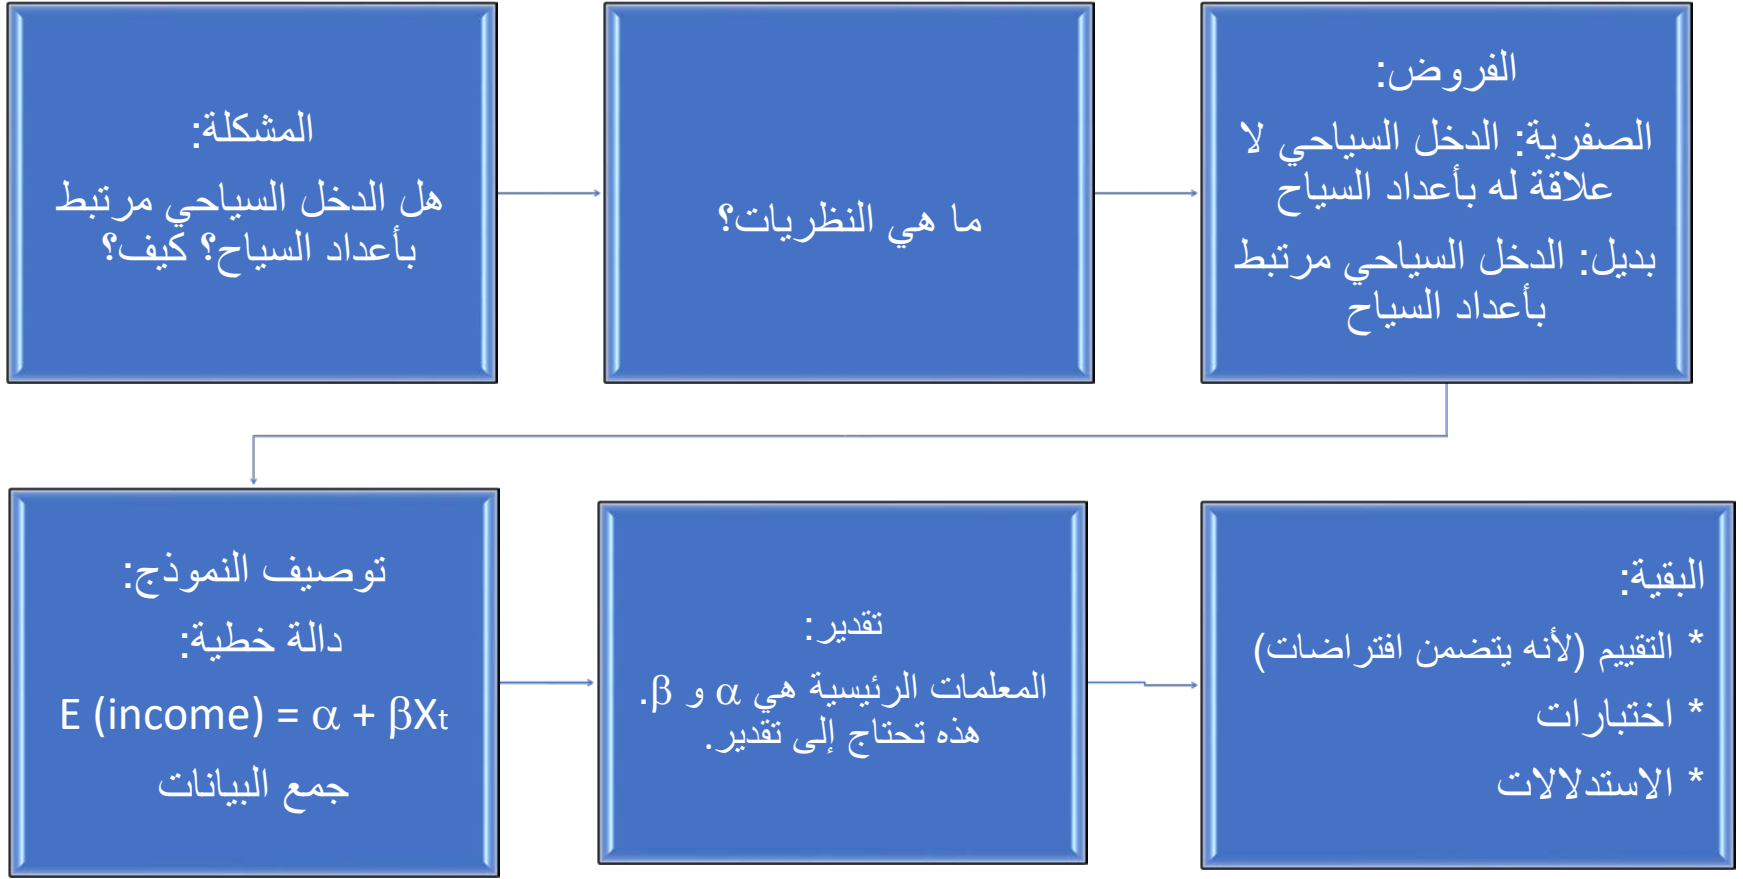 المشكلة:
هل الدخل السياحي مرتبط
بأعداد السياح؟ كيف؟
ما هي النظريات؟
الفروض:
الصفرية: الدخل السياحي لا
علاقة له بأعداد السياح
بديل: الدخل السياحي مرتبط
بأعداد السياح
توصيف النموذج:
دالة خطية:
E (income) = α + βXt
جمع البيانات
تقدير:
المعلمات الرئيسية هي α و β.
هذه تحتاج إلى تقدير.
البقية:
* التقييم (لأنه يتضمن افتراضات)
* اختبارات
* الاستدلالات